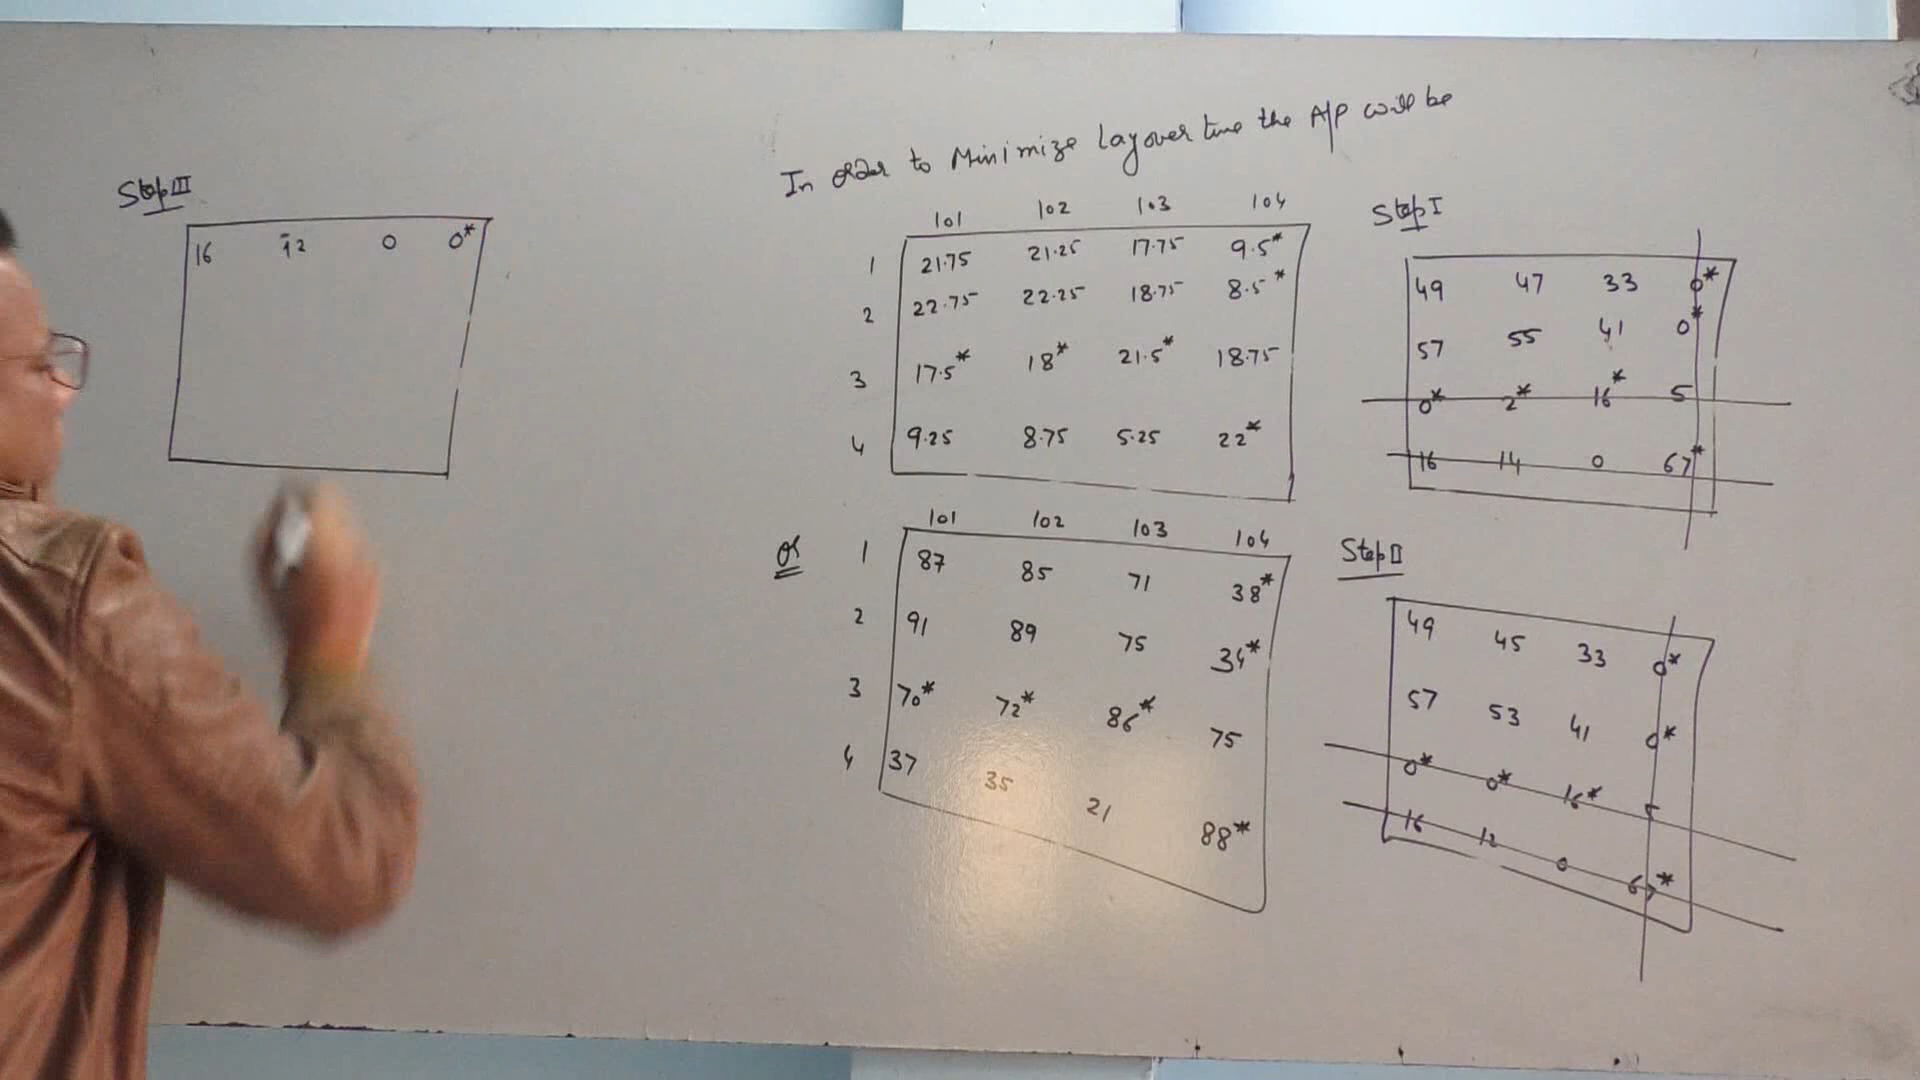 Step III
16 12 0 0*
In order to Minimize Layover time the A/P will be
101 102 103 104
1 21.75 21.25 17.75 9.5*
2 22.75 22.25 18.75 8.5*
3 17.5* 18* 21.5* 18.75
4 9.25 8.75 5.25 22*
Or
101 102 103 104
1 87 85 71 38*
2 91 89 75 34*
3 70* 72* 86* 75
4 37 35 21 88*
Step I
49 47 33 0*
57 55 41 0*
0* 2* 16* 5
16 14 0 67*
Step II
49 45 33 0*
57 53 41 0*
0* 0* 16* 5
16 12 0 67*